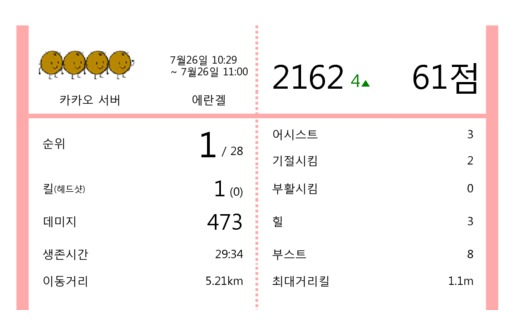 7월26일 10:29
~ 7월26일 11:00
카카오 서버
에란겔
2162 4▲ 61점
순위 1 / 28
킬(헤드샷) 1 (0)
데미지 473
생존시간 29:34
이동거리 5.21km
어시스트 3
기절시킴 2
부활시킴 0
힐 3
부스트 8
최대거리킬 1.1m